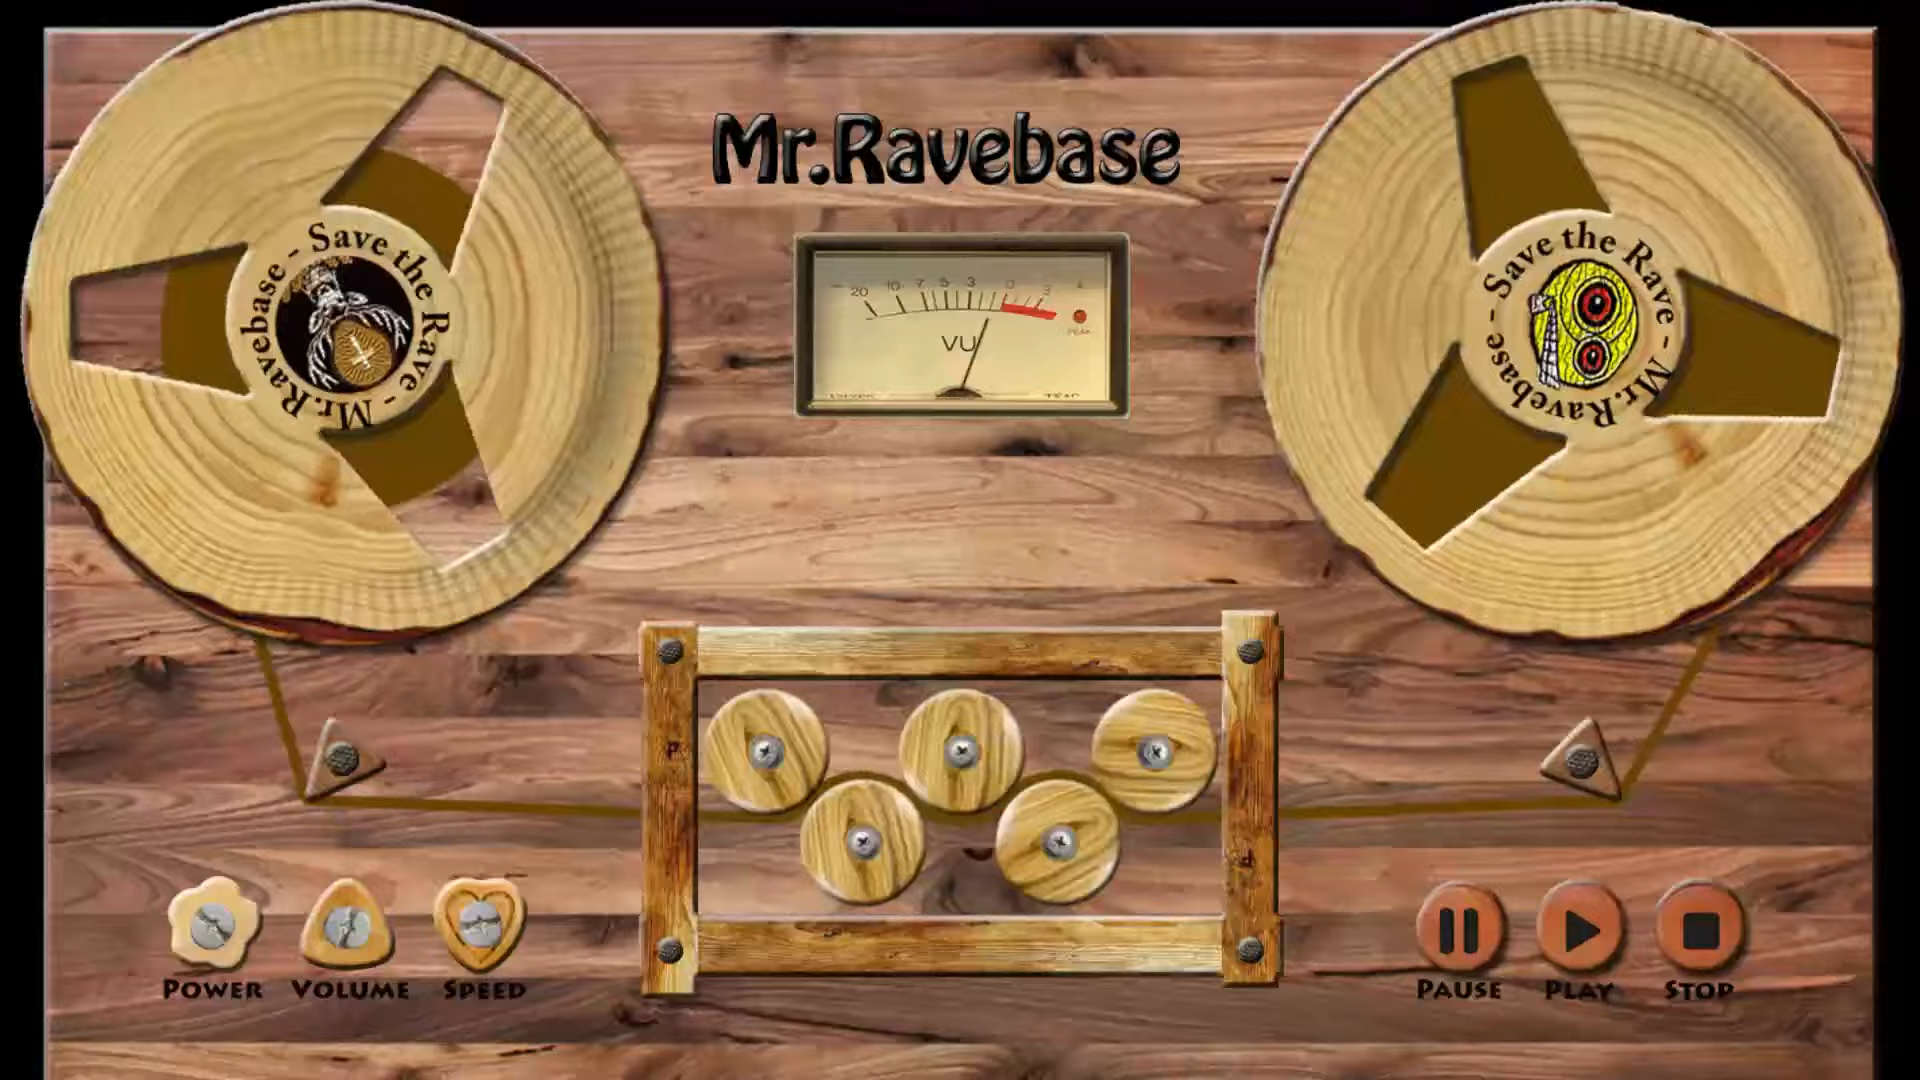 Mr.Ravebase
Save the Rave - Mr.Ravebase -
Save the Rave - Mr.Ravebase -
20 10 7 5 3 0 3
PEAK
VU
POWER VOLUME SPEED
PAUSE PLAY STOP